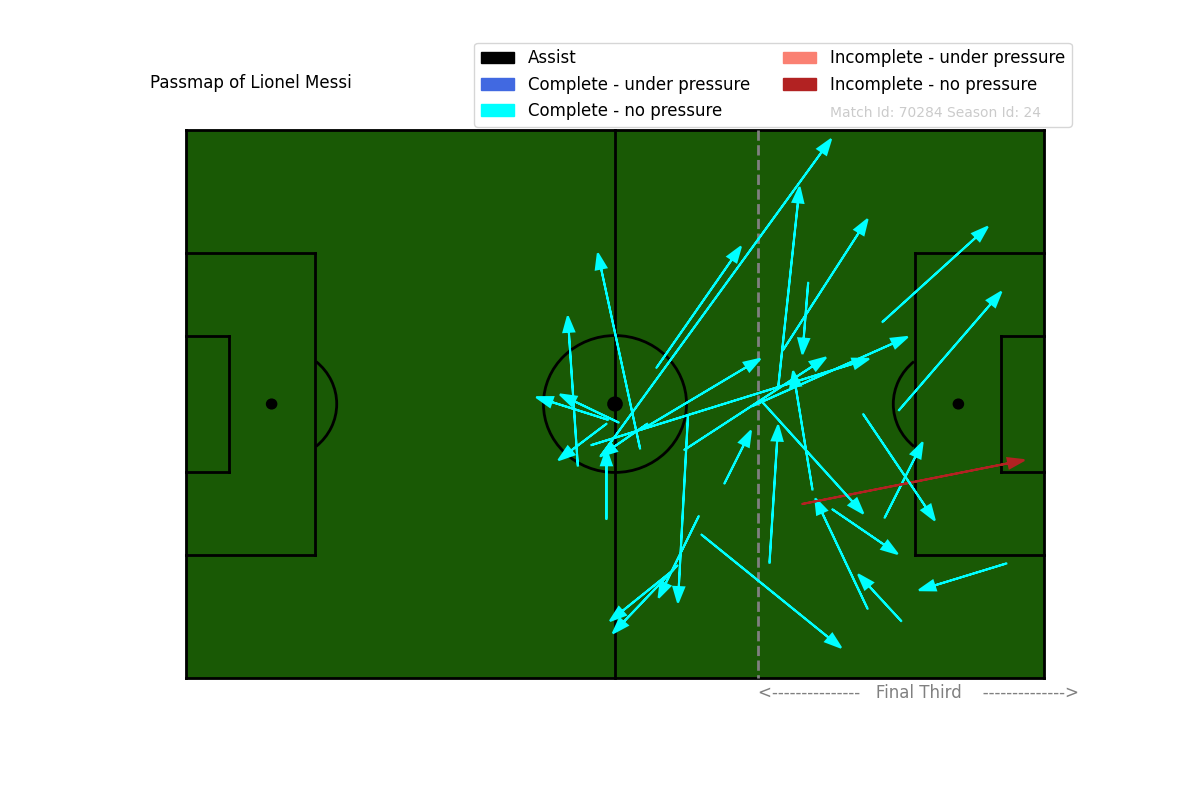 Passmap of Lionel Messi
Assist
Complete - under pressure
Complete - no pressure
Incomplete - under pressure
Incomplete - no pressure
Match Id: 70284 Season Id: 24
<--------------- Final Third -------------->